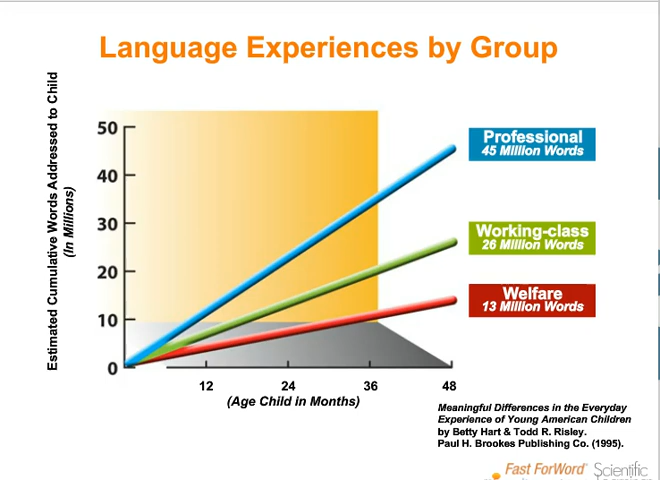 Language Experiences by Group
Estimated Cumulative Words Addressed to Child
(In Millions)
50
40
30
20
10
0
12
24
36
48
(Age Child in Months)
Professional
45 Million Words
Working-class
26 Million Words
Welfare
13 Million Words
Meaningful Differences in the Everyday
Experience of Young American Children
by Betty Hart & Todd R. Risley.
Paul H. Brookes Publishing Co. (1995).
Fast ForWord Scientific